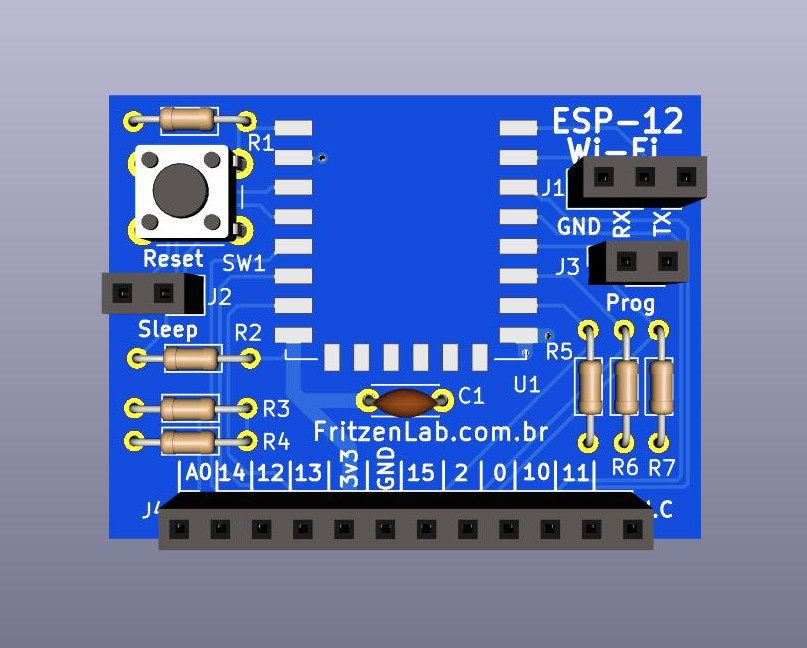 ESP-12
Wi-Fi
R1
J1
GND RX TX
Reset
SW1
J3
J2
Prog
Sleep
R2
R5
U1
C1
R3
FritzenLab.com.br
R4
R6 R7
A0 14 12 13 3v3 GND 15 2 0 10 11
J4